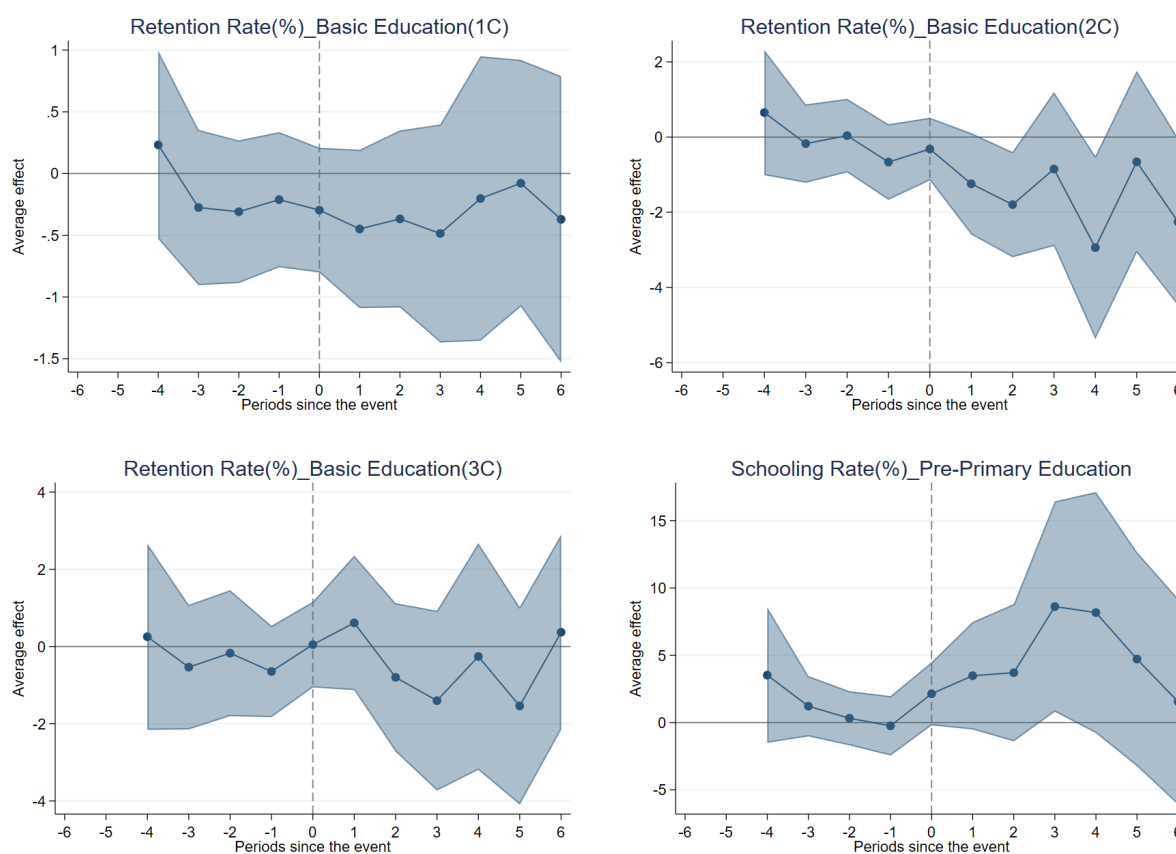 Retention Rate(%)_Basic Education(1C)
Average effect
1
.5
0
-.5
-1
-1.5
-6 -5 -4 -3 -2 -1 0 1 2 3 4 5 6
Periods since the event
Retention Rate(%)_Basic Education(2C)
Average effect
2
0
-2
-4
-6
-6 -5 -4 -3 -2 -1 0 1 2 3 4 5 6
Periods since the event
Retention Rate(%)_Basic Education(3C)
Average effect
4
2
0
-2
-4
-6 -5 -4 -3 -2 -1 0 1 2 3 4 5 6
Periods since the event
Schooling Rate(%)_Pre-Primary Education
Average effect
15
10
5
0
-5
-6 -5 -4 -3 -2 -1 0 1 2 3 4 5 6
Periods since the event